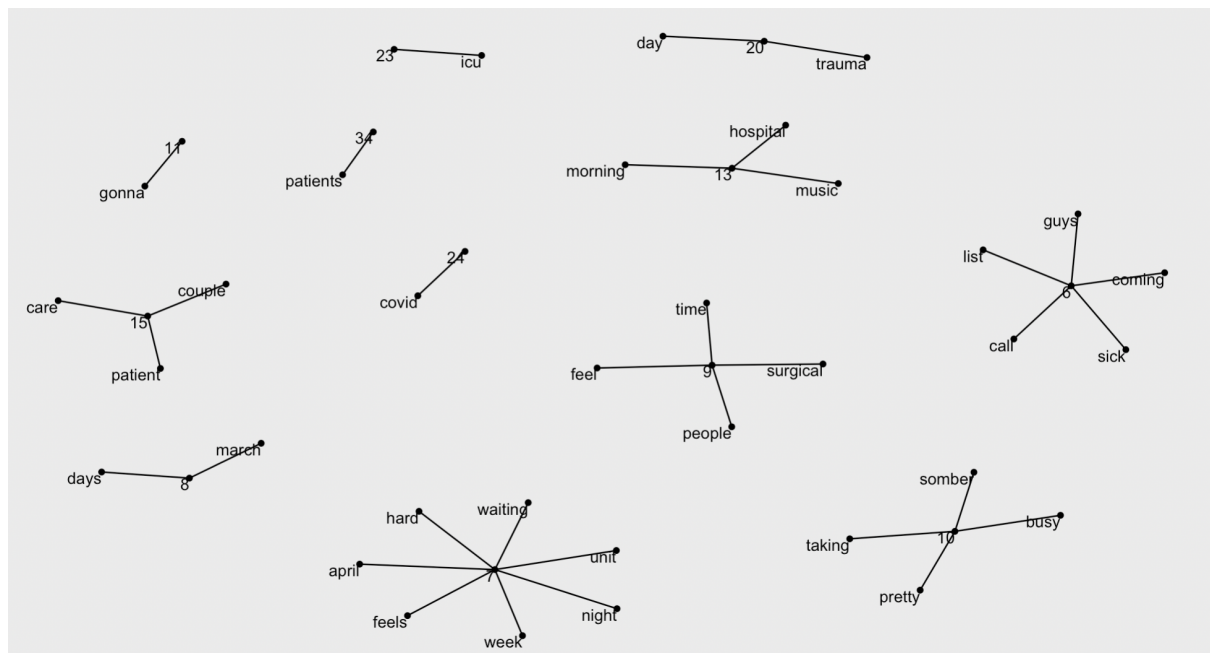 day
20
trauma
23
icu
hospital
34
11
morning
13
patients
music
gonna
guys
list
24
coming
couple
6
covid
care
time
15
call
sick
feel
9
surgical
patient
people
march
days
8
somber
waiting
hard
busy
10
taking
unit
april
7
pretty
night
feels
week